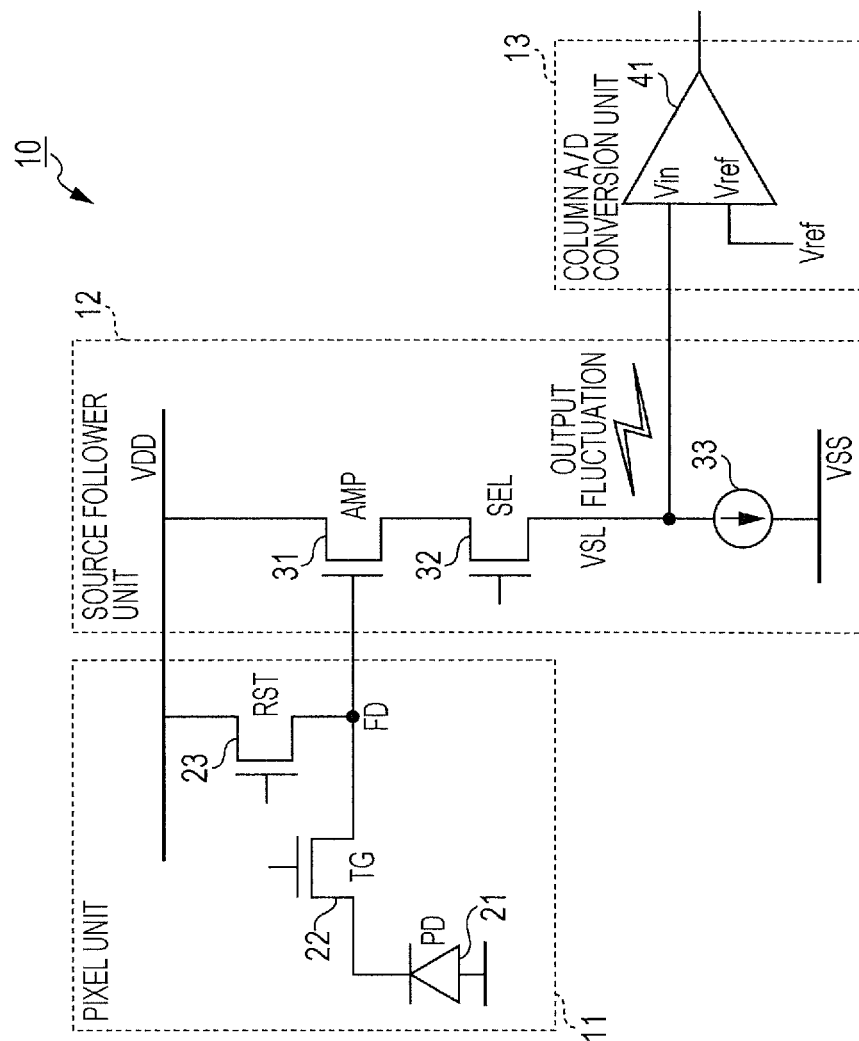 10
PIXEL UNIT
11
SOURCE FOLLOWER
UNIT
12
COLUMN A/D
CONVERSION UNIT
13
VDD
RST
23
FD
TG
22
PD
21
AMP
31
SEL
32
VSL
OUTPUT
FLUCTUATION
33
VSS
Vin
Vref
41
Vref